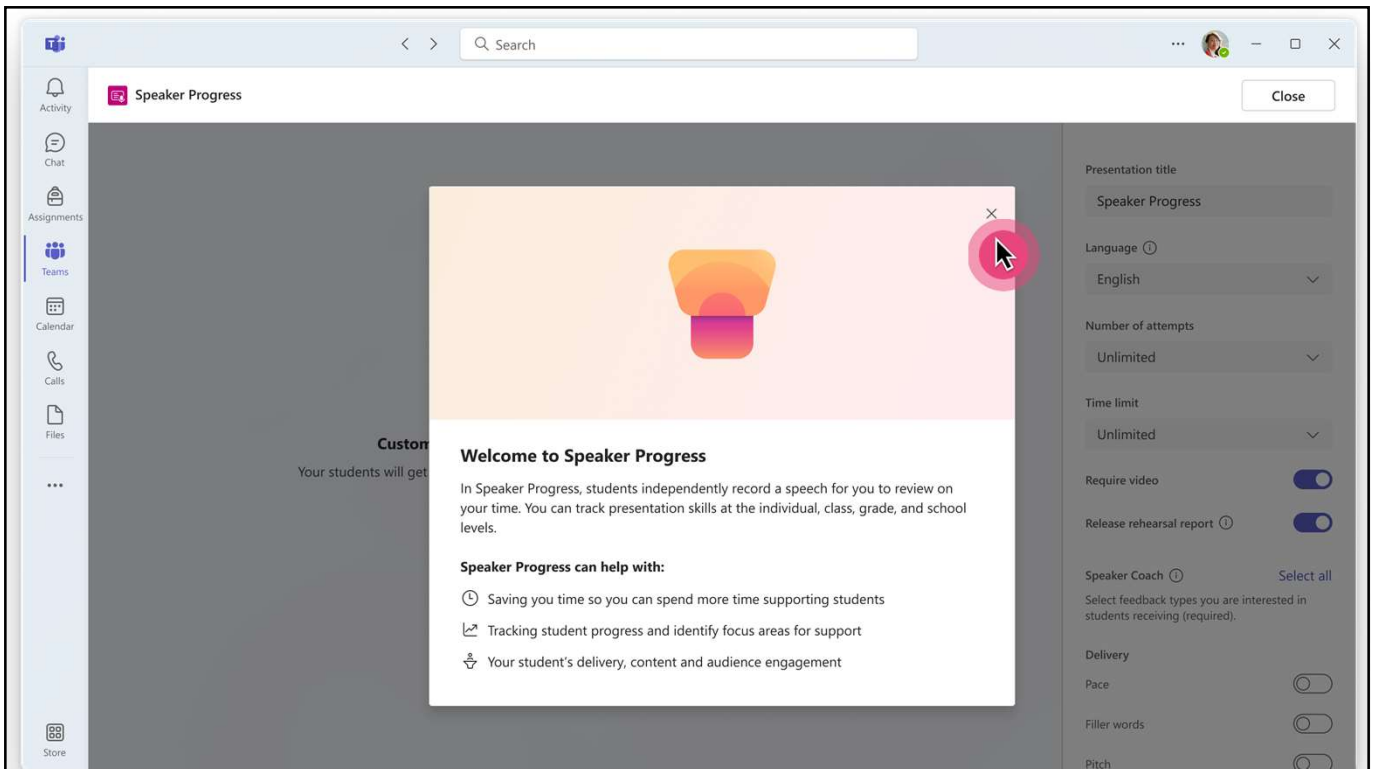 Search
Activity
Chat
Assignments
Teams
Calendar
Calls
Files
Store
Speaker Progress
Close
Custom
Your students will get
Welcome to Speaker Progress
In Speaker Progress, students independently record a speech for you to review on
your time. You can track presentation skills at the individual, class, grade, and school
levels.
Speaker Progress can help with:
Saving you time so you can spend more time supporting students
Tracking student progress and identify focus areas for support
Your student's delivery, content and audience engagement
Presentation title
Speaker Progress
Language
English
Number of attempts
Unlimited
Time limit
Unlimited
Require video
Release rehearsal report
Speaker Coach Select all
Select feedback types you are interested in
students receiving (required).
Delivery
Pace
Filler words
Pitch